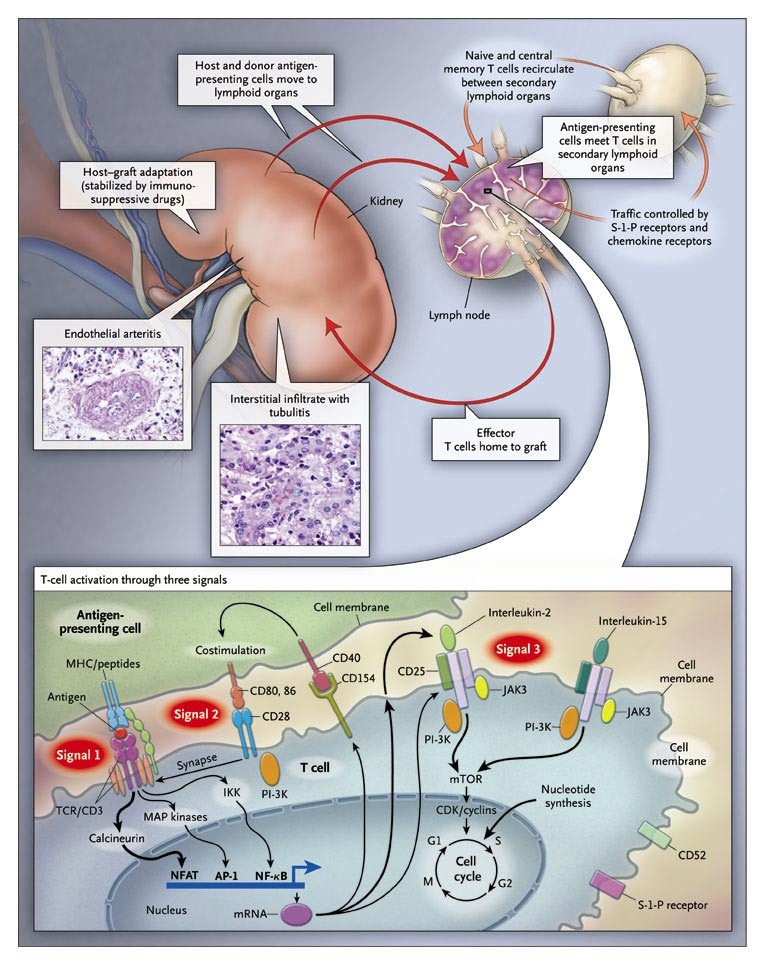 Host and donor antigen-
presenting cells move to
lymphoid organs
Naive and central
memory T cells recirculate
between secondary
lymphoid organs
Antigen-presenting
cells meet T cells in
secondary lymphoid
organs
Host–graft adaptation
(stabilized by immuno-
suppressive drugs)
Kidney
Traffic controlled by
S-1-P receptors and
chemokine receptors
Lymph node
Endothelial arteritis
Interstitial infiltrate with
tubulitis
Effector
T cells home to graft
T-cell activation through three signals
Antigen-
presenting cell
Cell membrane
Interleukin-2
Interleukin-15
Costimulation
Signal 3
MHC/peptides
CD40
CD154
CD25
Cell
membrane
CD80, 86
JAK3
JAK3
Antigen
Signal 2
CD28
PI-3K
PI-3K
Signal 1
Synapse
T cell
Cell
membrane
PI-3K
TCR/CD3
IKK
mTOR
MAP kinases
Nucleotide
synthesis
CDK/cyclins
Calcineurin
G1
S
Cell
cycle
M
G2
CD52
NFAT
AP-1
NF-κB
Nucleus
mRNA
S-1-P receptor